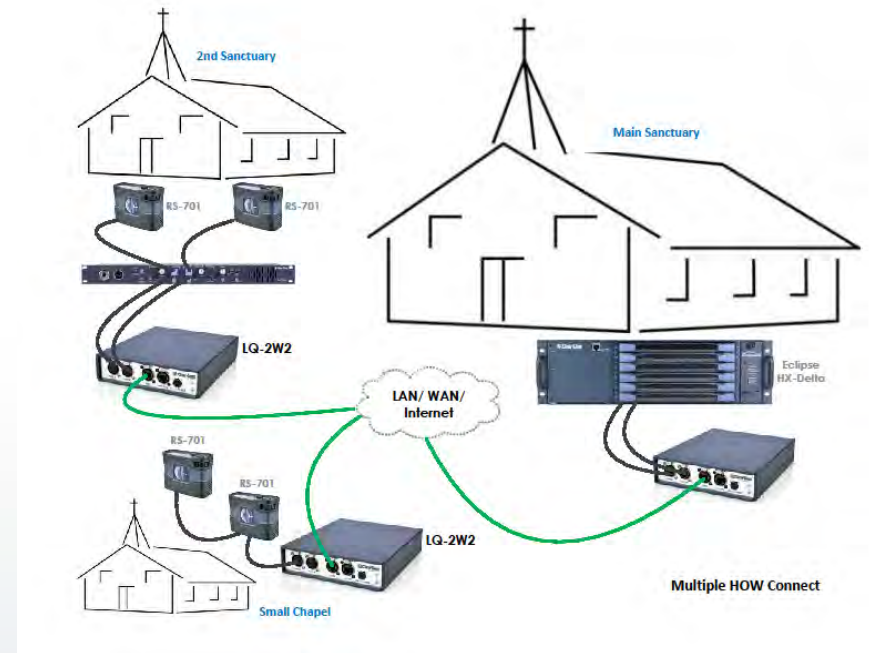 2nd Sanctuary
Main Sanctuary
RS-701
RS-701
LQ-2W2
Eclipse
HX-Delta
LAN/ WAN/
Internet
RS-701
RS-701
LQ-2W2
Multiple HOW Connect
Small Chapel